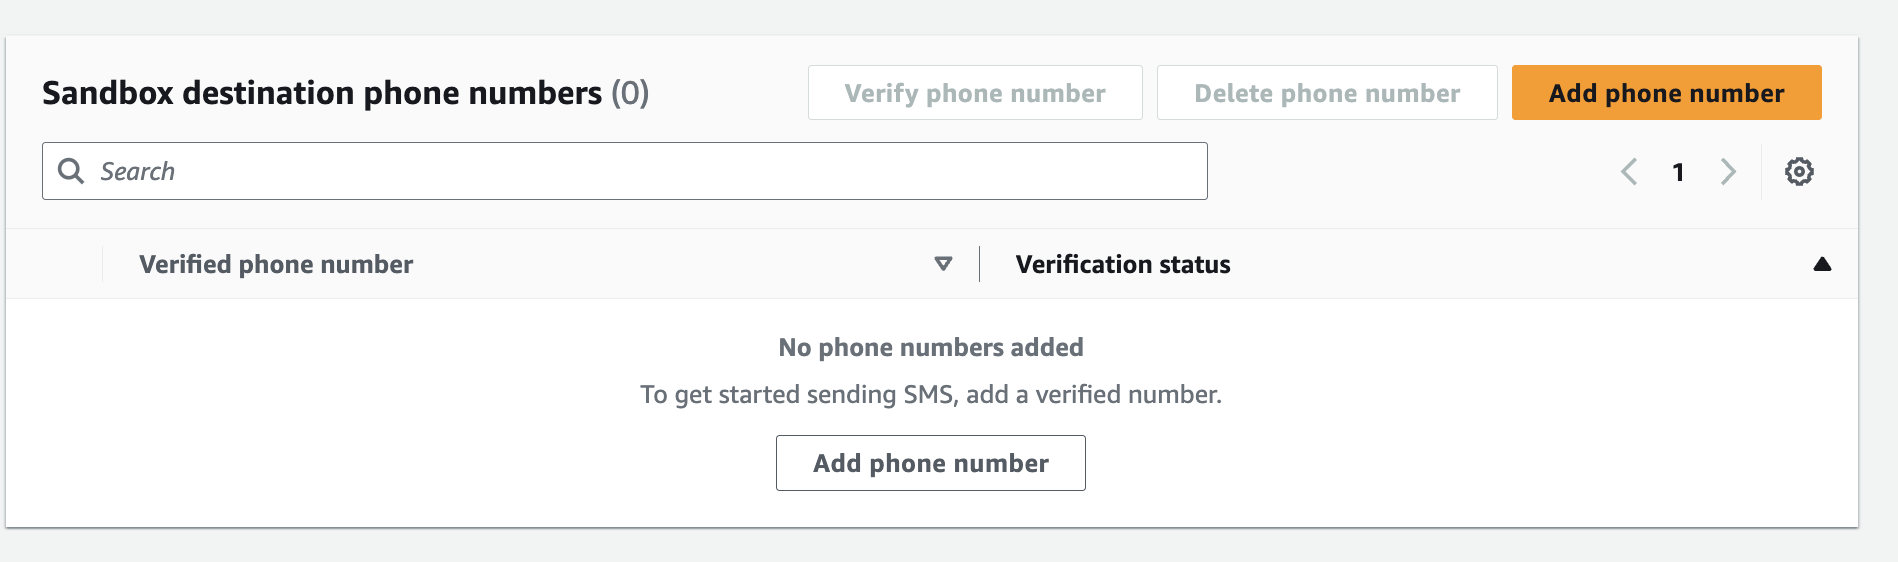 Sandbox destination phone numbers (0)
Verify phone number
Delete phone number
Add phone number
Search
1
Verified phone number
Verification status
No phone numbers added
To get started sending SMS, add a verified number.
Add phone number